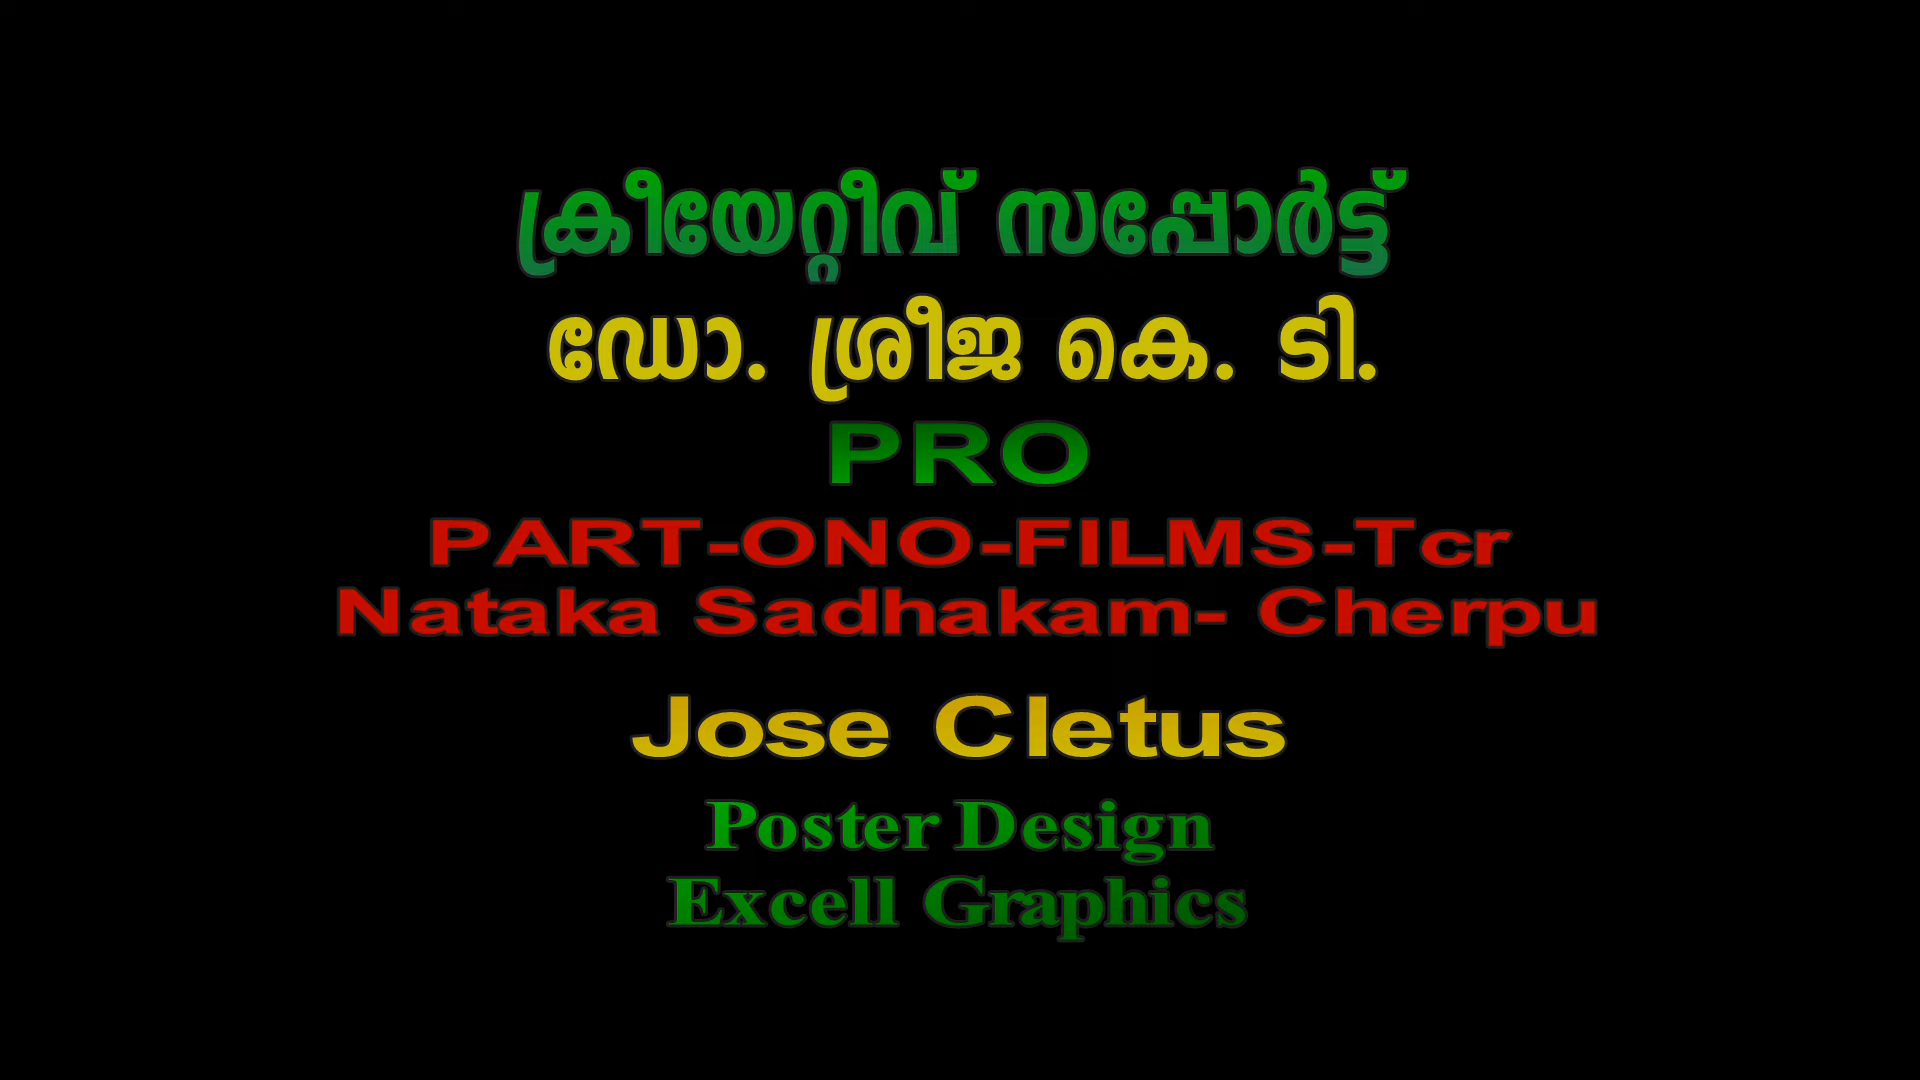 ക്രീയേറ്റീവ് സപ്പോർട്ട്
ഡോ. ശ്രീജ കെ. ടി.
PRO
PART-ONO-FILMS-Tcr
Nataka Sadhakam- Cherpu
Jose Cletus
Poster Design
Excell Graphics